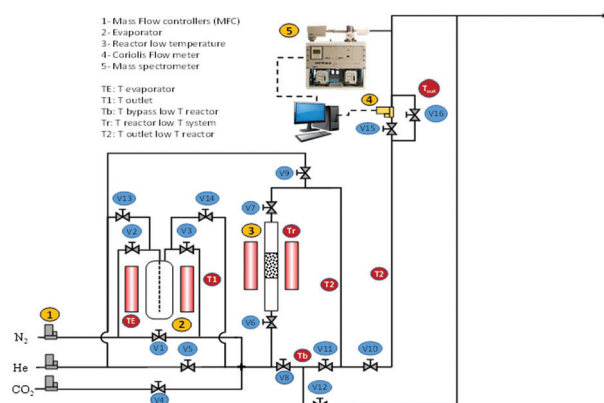 1- Mass Flow controllers (MFC)
2- Evaporator
3- Reactor low temperature
4- Coriolis Flow meter
5- Mass spectrometer
TE: T evaporator
T1: T outlet
Tb: T bypass low T reactor
Tr: T reactor low T system
T2: T outlet low T reactor
5
4
Tout
V15
V16
V9
V13
V14
V7
V2
V3
3
Tr
T1
T2
T2
1
TE
2
V6
N₂
V1
V5
Tb
V11
V10
He
V8
CO₂
V4
V12